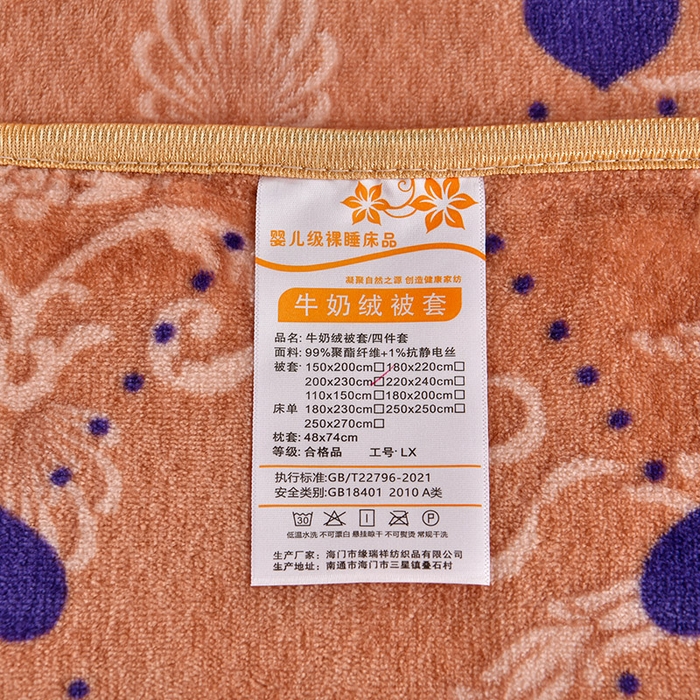 婴儿级裸睡床品
凝聚自然之源 创造健康家纺
牛奶绒被套
品名: 牛奶绒被套/四件套
面料: 99%聚酯纤维+1%抗静电丝
被套: 150x200cm□180x220cm□
200x230cm□220x240cm□
110x150cm□180x200cm□
床单 180x230cm□250x250cm□
250x270cm□
枕套: 48x74cm
等级: 合格品 工号: LX
执行标准:GB/T22796-2021
安全类别:GB18401 2010 A类
30 P
低温水洗 不可漂白 悬挂晾干 不可熨烫 常规干洗
生产厂家: 海门市缘瑞祥纺织品有限公司
生产地址: 南通市海门市三星镇叠石村